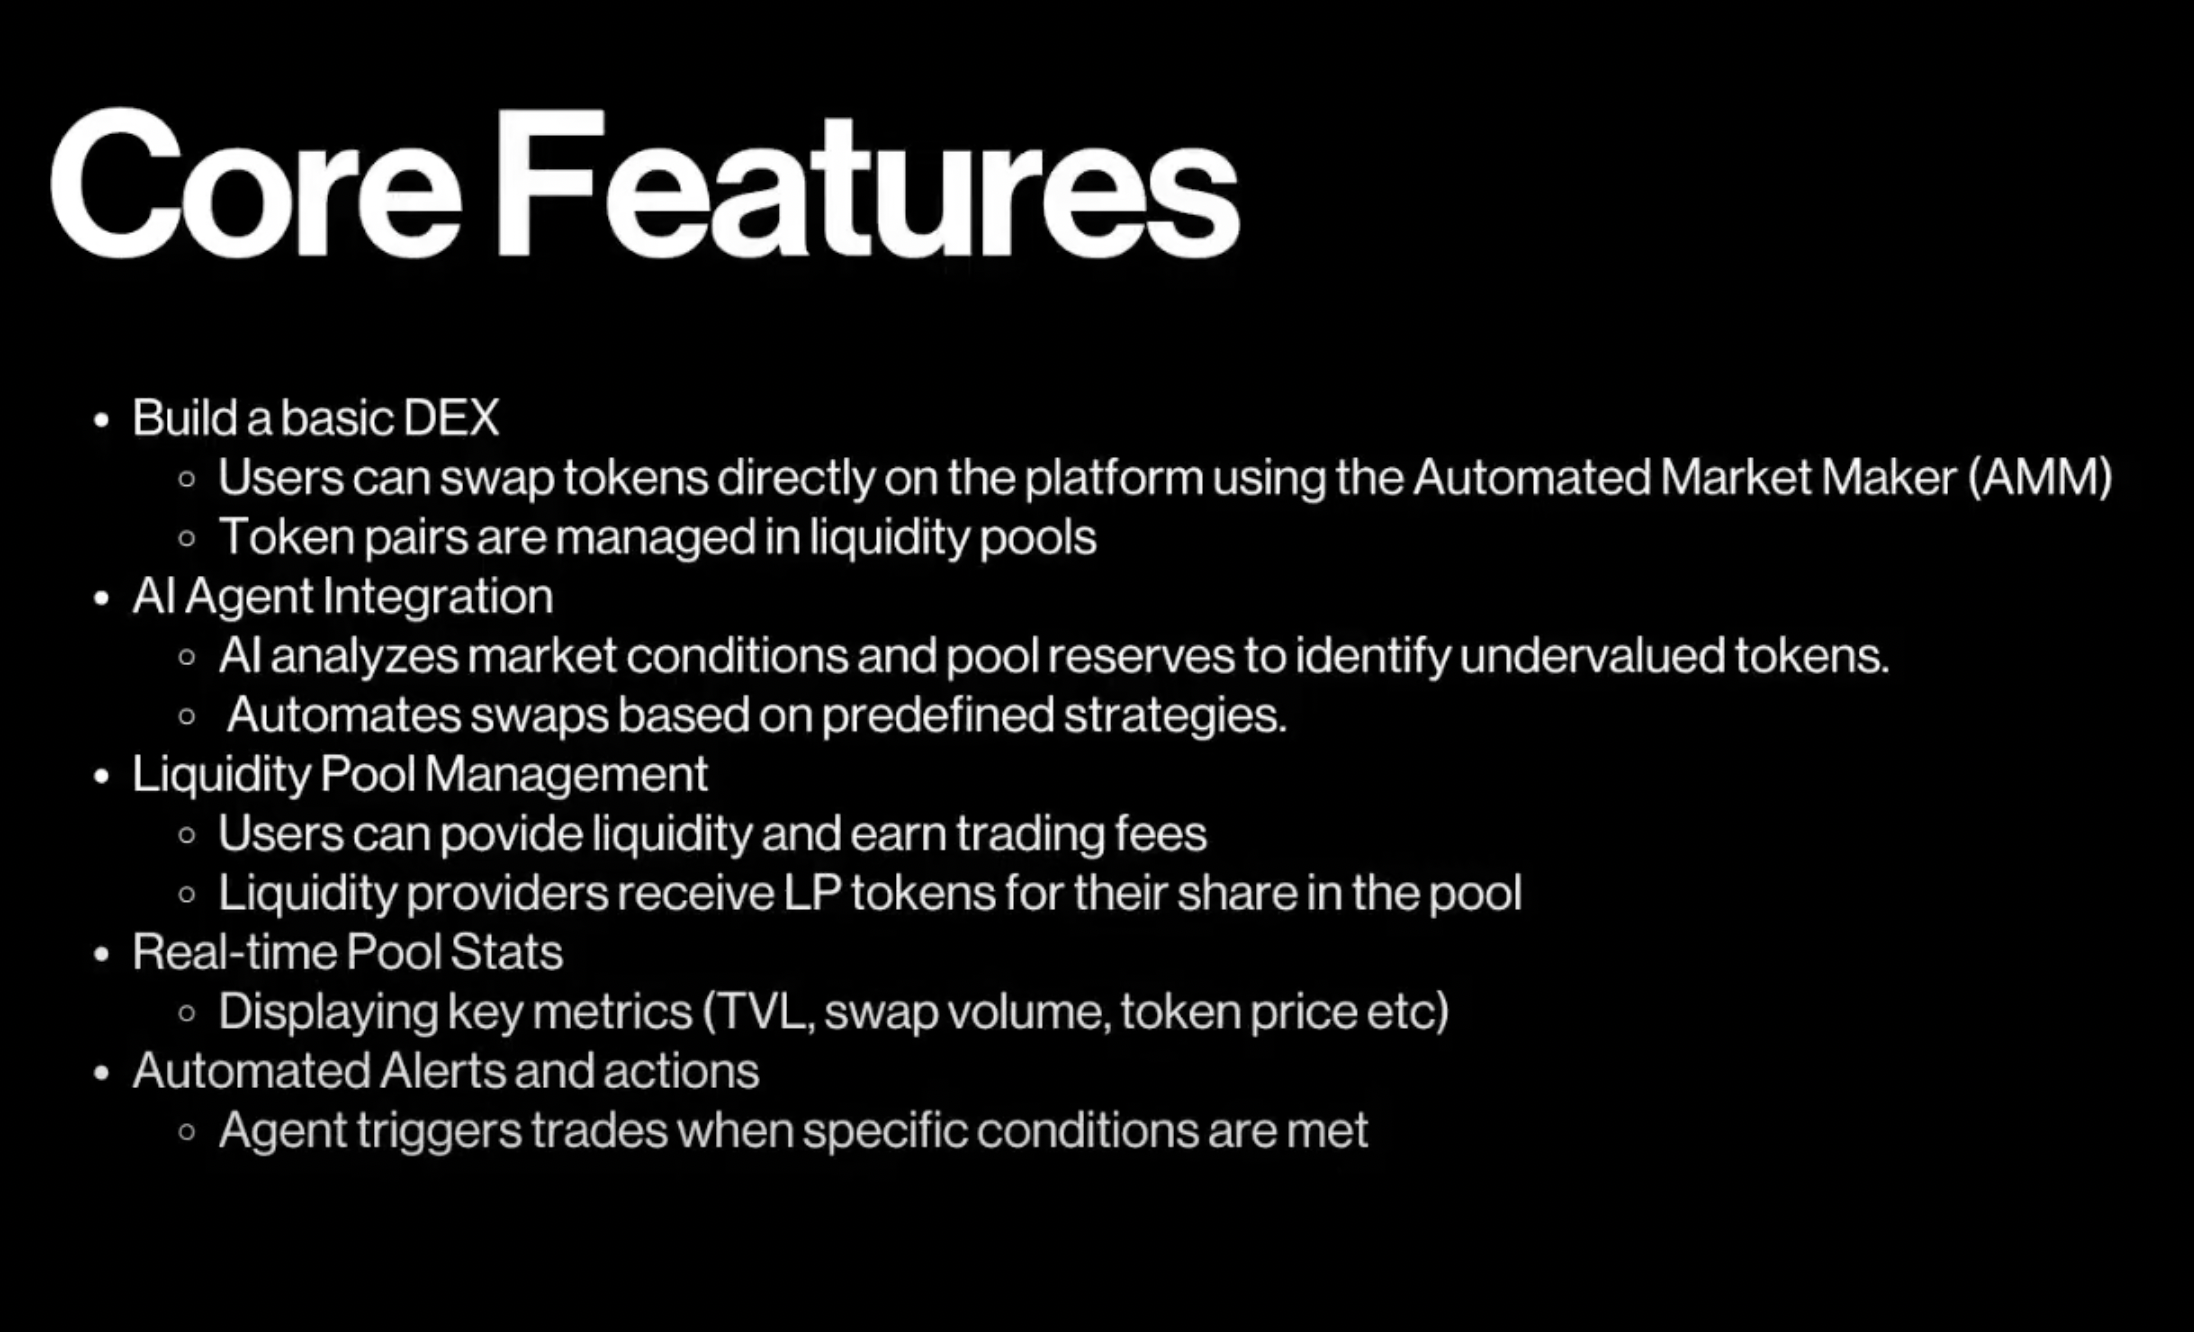 Core Features
• Build a basic DEX
◦ Users can swap tokens directly on the platform using the Automated Market Maker (AMM)
◦ Token pairs are managed in liquidity pools
• AI Agent Integration
◦ AI analyzes market conditions and pool reserves to identify undervalued tokens.
◦ Automates swaps based on predefined strategies.
• Liquidity Pool Management
◦ Users can povide liquidity and earn trading fees
◦ Liquidity providers receive LP tokens for their share in the pool
• Real-time Pool Stats
◦ Displaying key metrics (TVL, swap volume, token price etc)
• Automated Alerts and actions
◦ Agent triggers trades when specific conditions are met